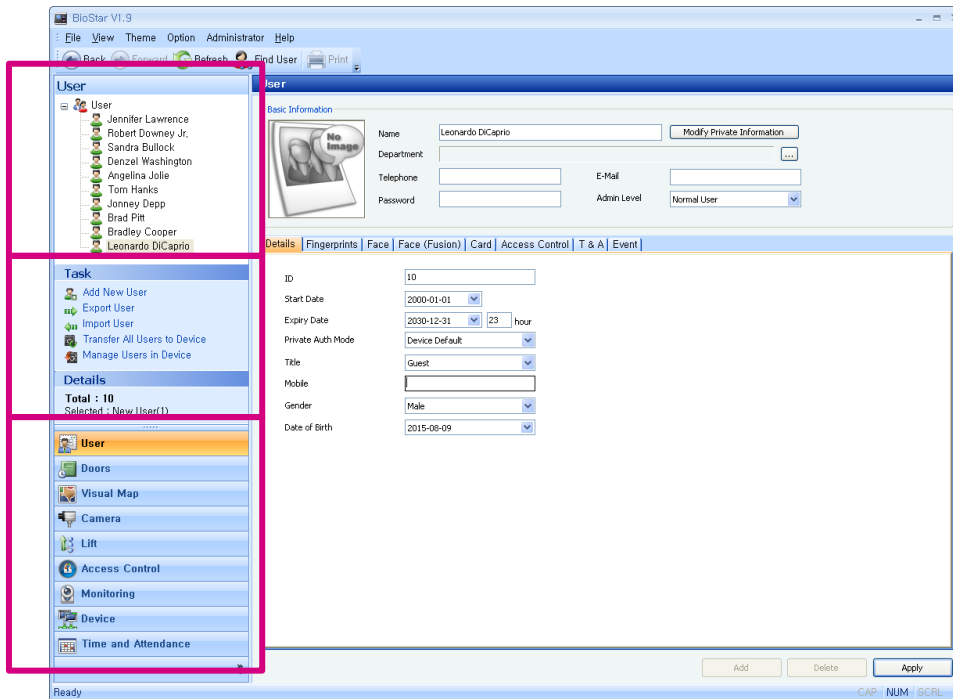 BioStar V1.9
File View Theme Option Administrator Help
Back Forward Refresh Find User Print
User
User
Jennifer Lawrence
Robert Downey Jr,
Sandra Bullock
Denzel Washington
Angelina Jolie
Tom Hanks
Jonney Depp
Brad Pitt
Bradley Cooper
Leonardo DiCaprio
Task
Add New User
Export User
Import User
Transfer All Users to Device
Manage Users in Device
Details
Total : 10
Selected : New User(1)
User
Doors
Visual Map
Camera
Lift
Access Control
Monitoring
Device
Time and Attendance
User
Basic Information
No Image
Name Leonardo DiCaprio Modify Private Information
Department ...
Telephone E-Mail
Password Admin Level Normal User
Details Fingerprints Face Face (Fusion) Card Access Control T & A Event
ID 10
Start Date 2000-01-01
Expiry Date 2030-12-31 23 hour
Private Auth Mode Device Default
Title Guest
Mobile
Gender Male
Date of Birth 2015-08-09
Add Delete Apply
Ready CAP NUM SCRL